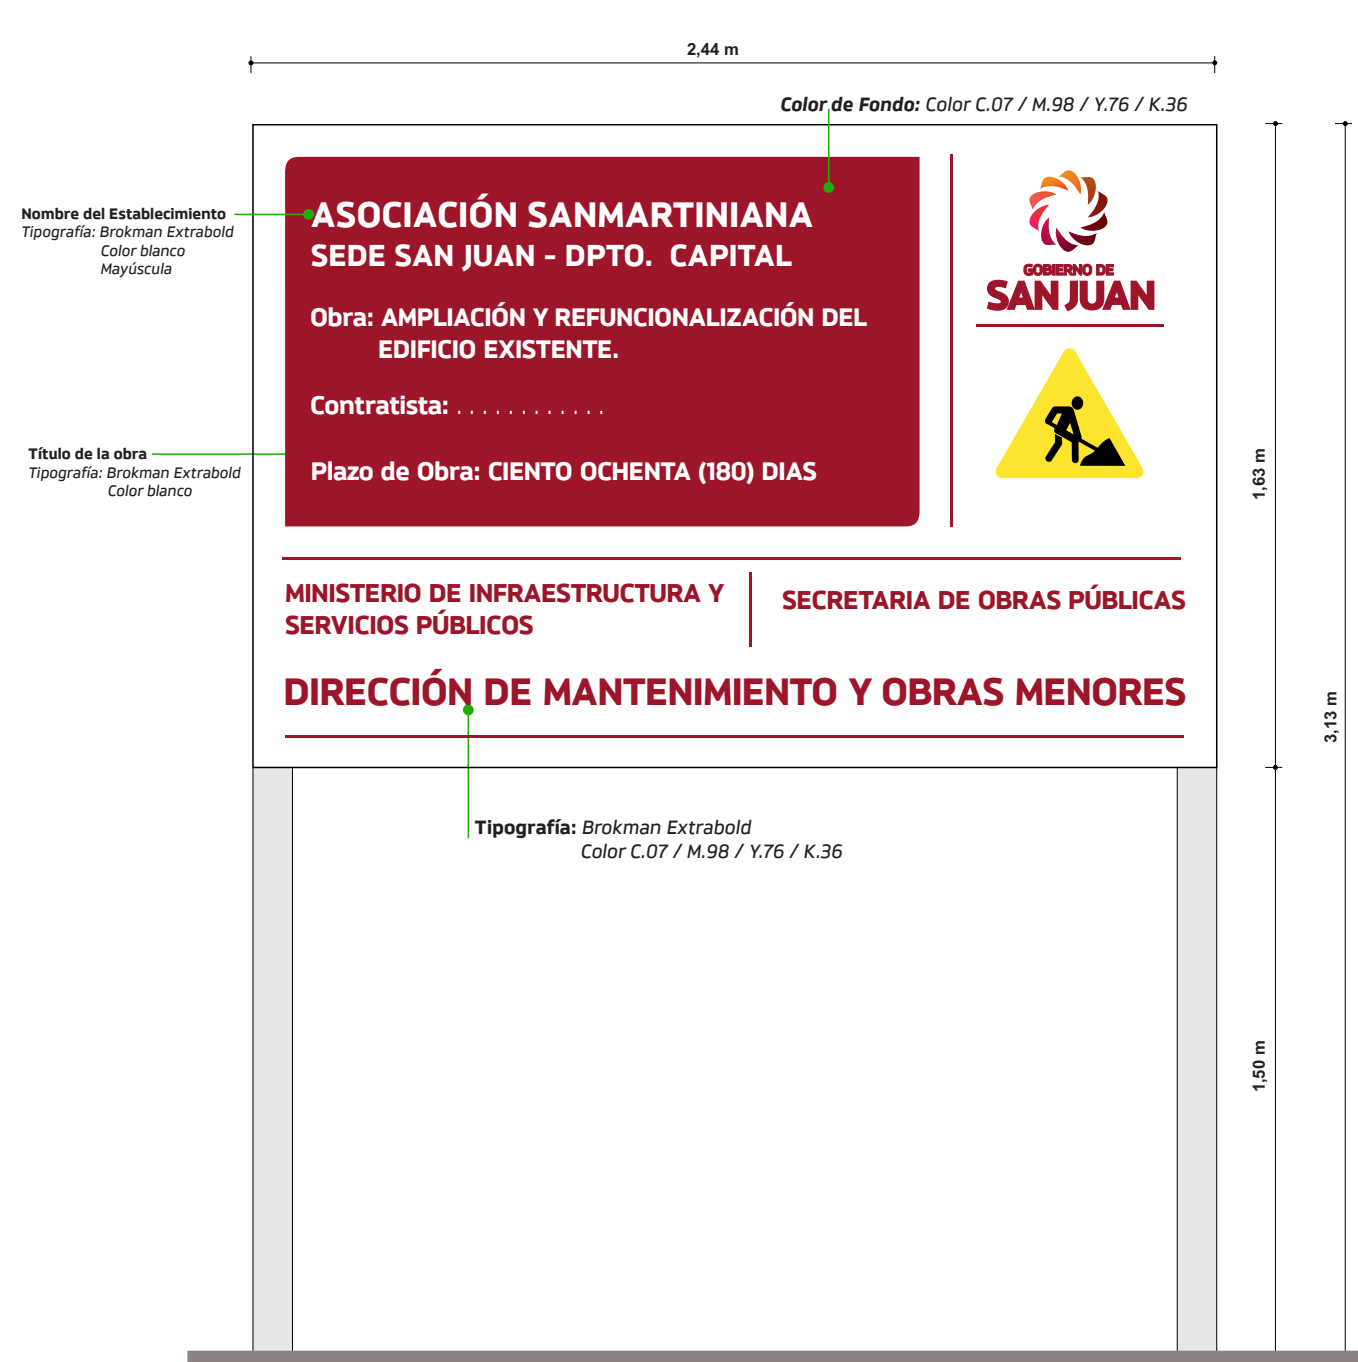 2,44 m
Color de Fondo: Color C.07 / M.98 / Y.76 / K.36
Nombre del Establecimiento
Tipografía: Brokman Extrabold
Color blanco
Mayúscula
ASOCIACIÓN SANMARTINIANA
SEDE SAN JUAN - DPTO. CAPITAL
Obra: AMPLIACIÓN Y REFUNCIONALIZACIÓN DEL
EDIFICIO EXISTENTE.
Contratista: . . . . . . . . . . . .
Plazo de Obra: CIENTO OCHENTA (180) DIAS
GOBIERNO DE
SAN JUAN
Título de la obra
Tipografía: Brokman Extrabold
Color blanco
1,63 m
MINISTERIO DE INFRAESTRUCTURA Y
SERVICIOS PÚBLICOS
SECRETARIA DE OBRAS PÚBLICAS
DIRECCIÓN DE MANTENIMIENTO Y OBRAS MENORES
3,13 m
Tipografía: Brokman Extrabold
Color C.07 / M.98 / Y.76 / K.36
1,50 m